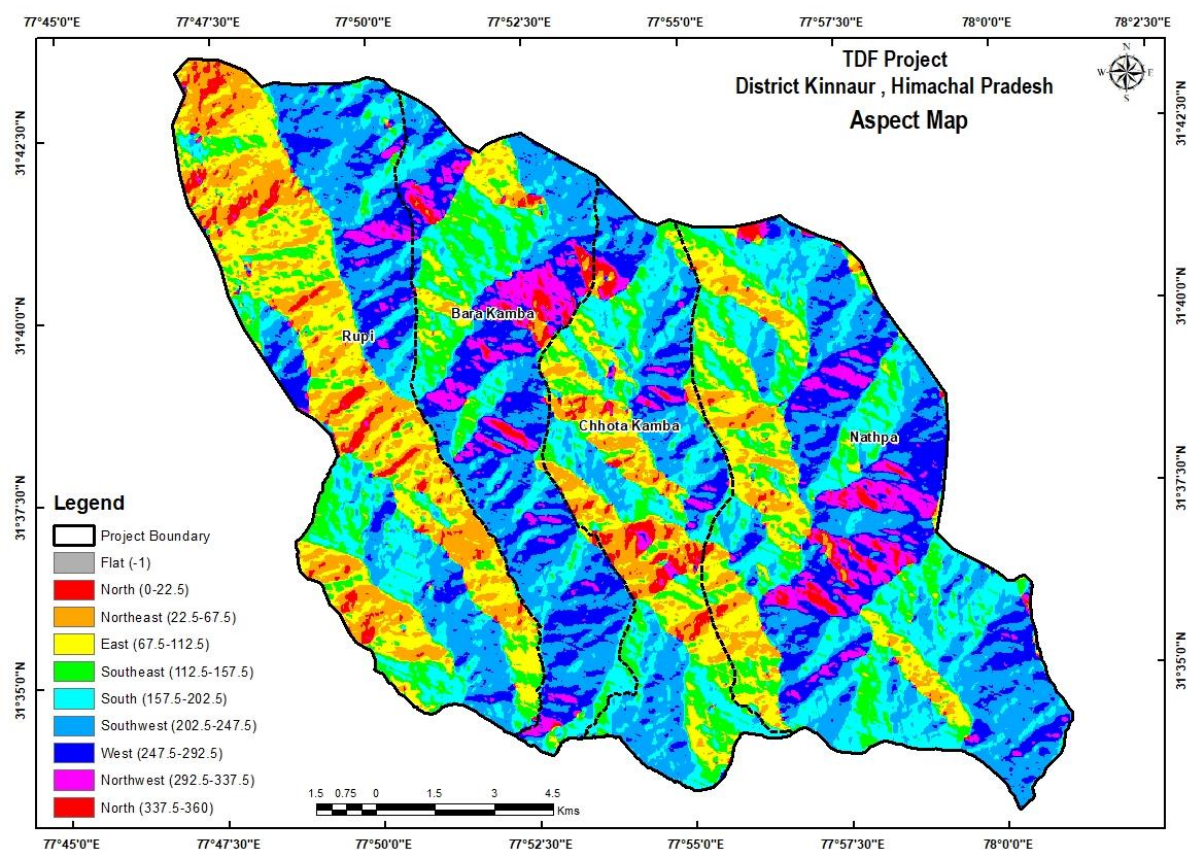 77°45'0"E 77°47'30"E 77°50'0"E 77°52'30"E 77°55'0"E 77°57'30"E 78°0'0"E 78°2'30"E
TDF Project
District Kinnaur , Himachal Pradesh
Aspect Map
N
W E
S
31°42'30"N 31°42'30"N
31°40'0"N 31°40'0"N
31°37'30"N 31°37'30"N
31°35'0"N 31°35'0"N
Bara Kamba
Rupi
Chhota Kamba
Nathpa
Legend
Project Boundary
Flat (-1)
North (0-22.5)
Northeast (22.5-67.5)
East (67.5-112.5)
Southeast (112.5-157.5)
South (157.5-202.5)
Southwest (202.5-247.5)
West (247.5-292.5)
Northwest (292.5-337.5)
North (337.5-360)
1.5 0.75 0 1.5 3 4.5
Kms
77°45'0"E 77°47'30"E 77°50'0"E 77°52'30"E 77°55'0"E 77°57'30"E 78°0'0"E